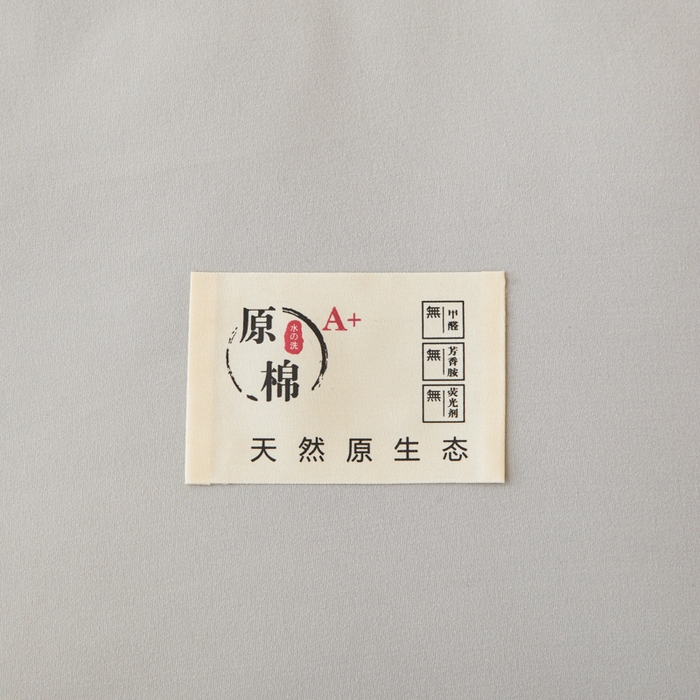 原棉
水の洗
A+
無 甲醛
無 芳香胺
無 荧光剂
天然原生态